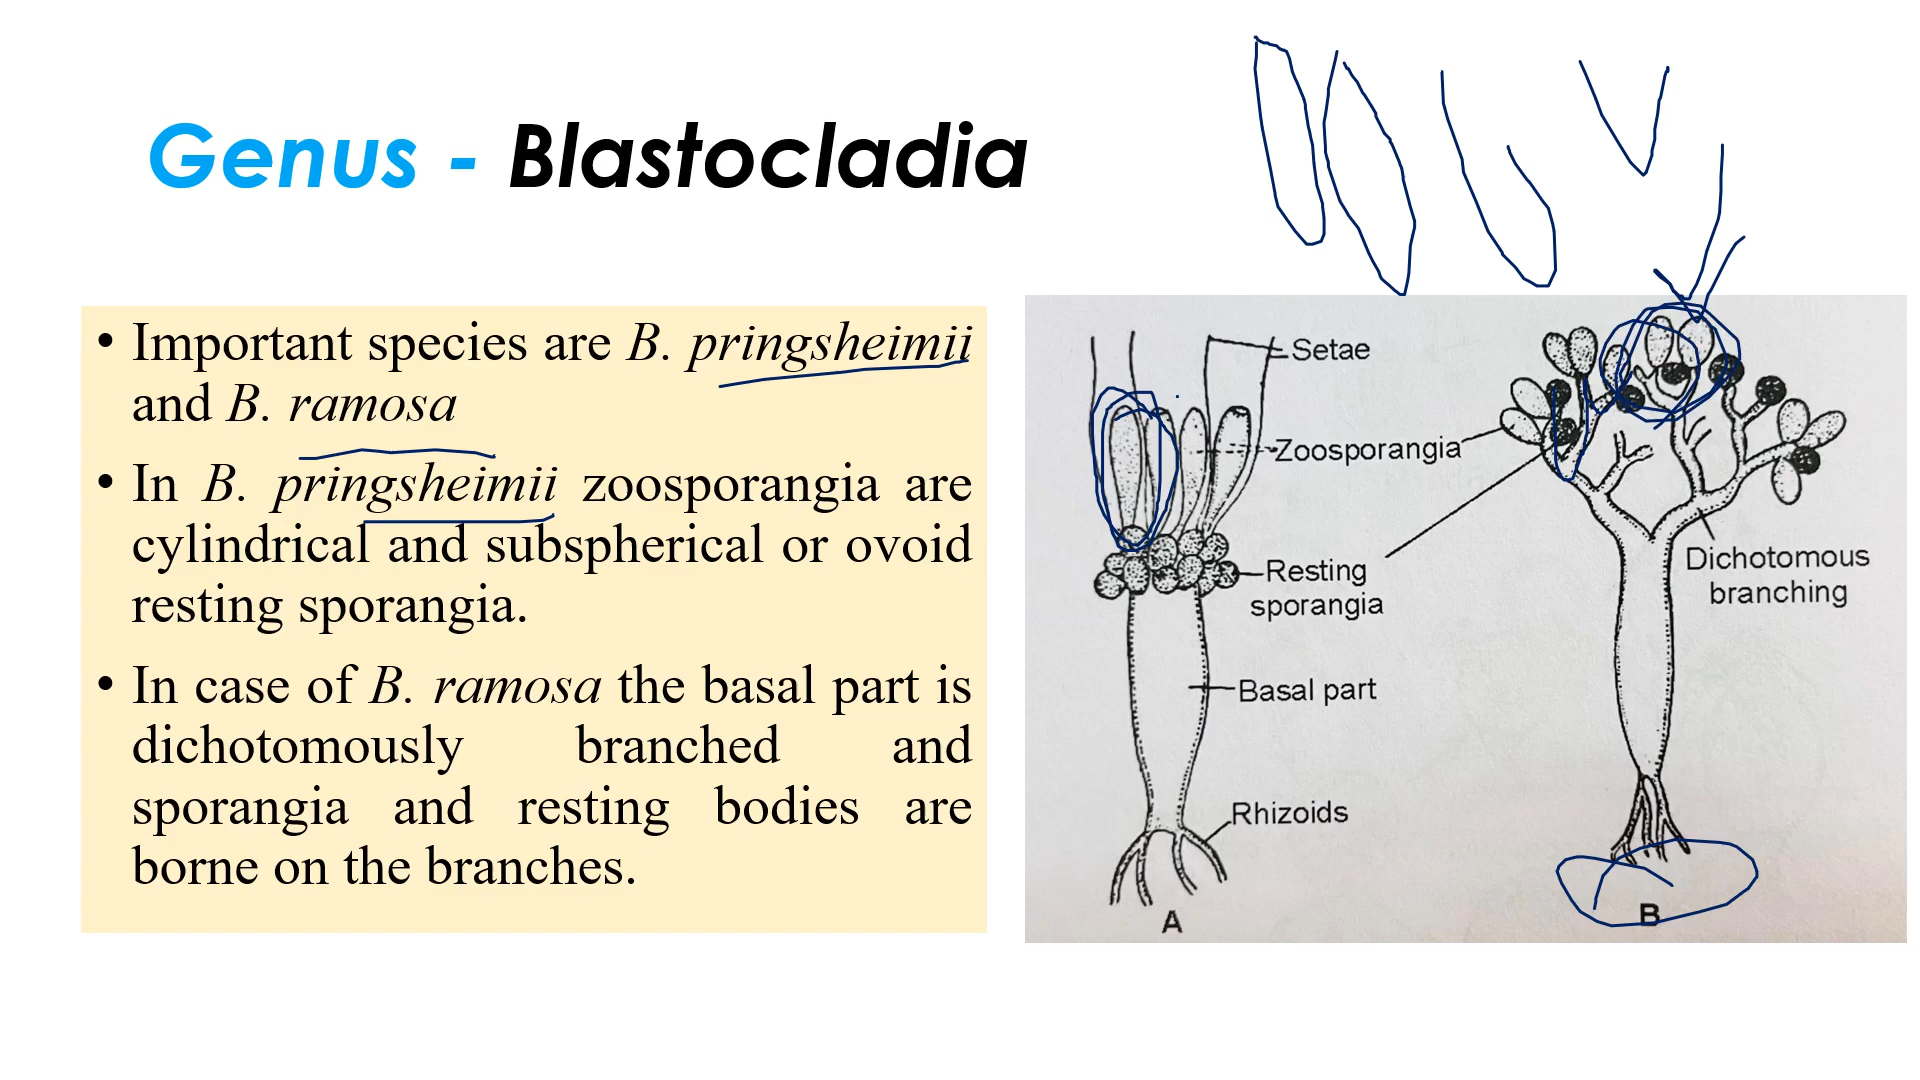 Genus - Blastocladia
• Important species are B. pringsheimii
and B. ramosa
• In B. pringsheimii zoosporangia are
cylindrical and subspherical or ovoid
resting sporangia.
• In case of B. ramosa the basal part is
dichotomously branched and
sporangia and resting bodies are
borne on the branches.
Setae
Zoosporangia
Resting
sporangia
Basal part
Rhizoids
A
Dichotomous
branching
B